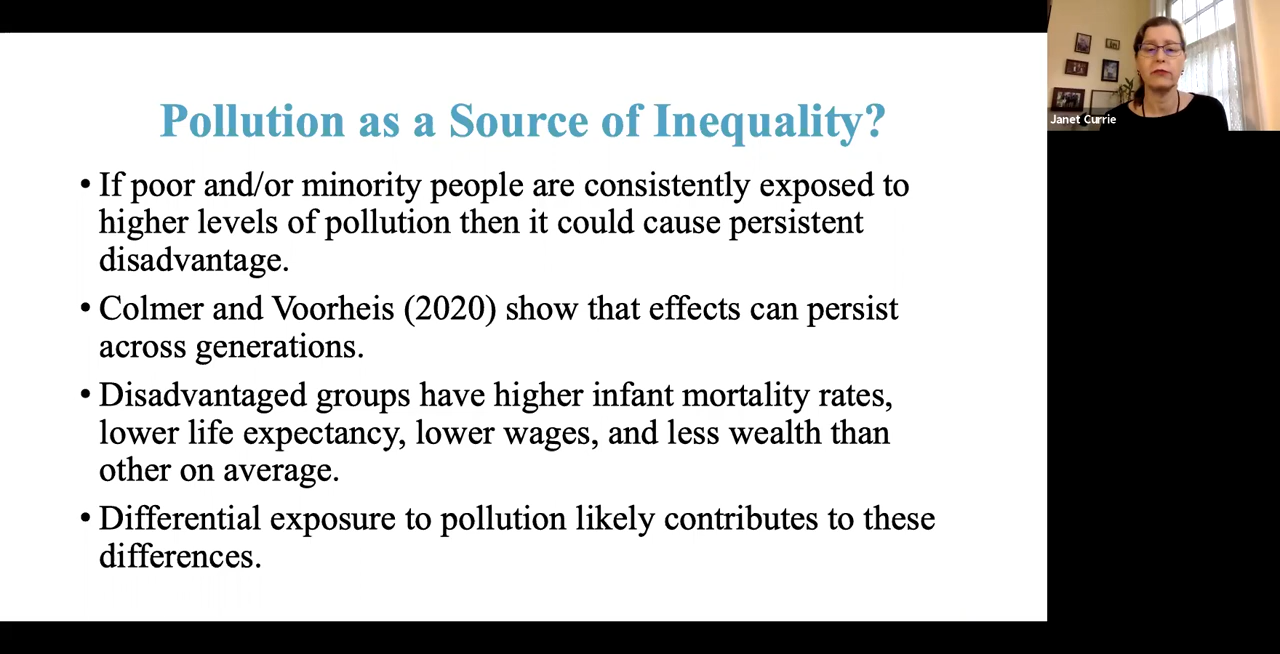 Pollution as a Source of Inequality?
• If poor and/or minority people are consistently exposed to
higher levels of pollution then it could cause persistent
disadvantage.
• Colmer and Voorheis (2020) show that effects can persist
across generations.
• Disadvantaged groups have higher infant mortality rates,
lower life expectancy, lower wages, and less wealth than
other on average.
• Differential exposure to pollution likely contributes to these
differences.
Janet Currie